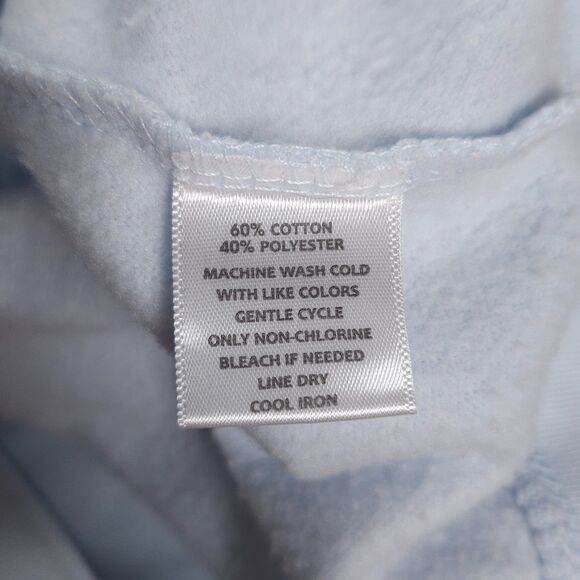 60% COTTON
40% POLYESTER
MACHINE WASH COLD
WITH LIKE COLORS
GENTLE CYCLE
ONLY NON-CHLORINE
BLEACH IF NEEDED
LINE DRY
COOL IRON